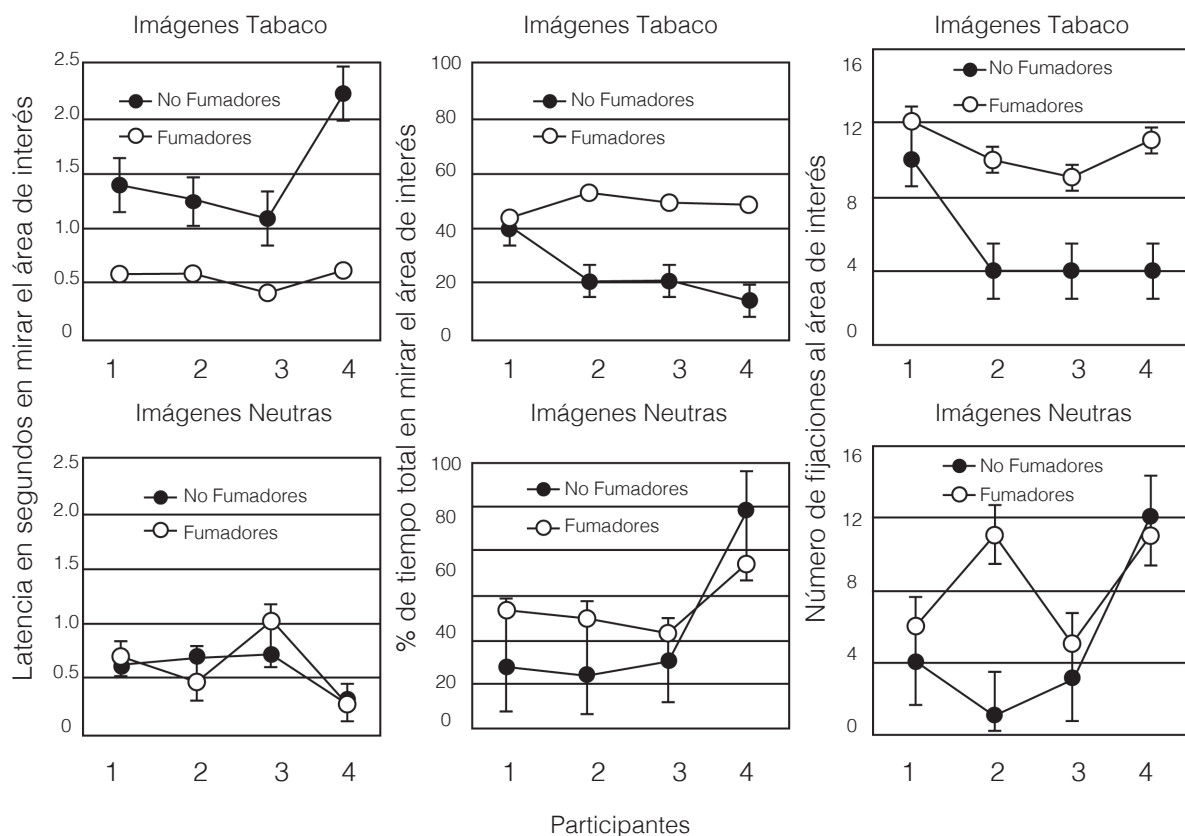 Imágenes Tabaco
Latencia en segundos en mirar el área de interés
2.5
2.0
1.5
1.0
0.5
0
No Fumadores
Fumadores
1 2 3 4
Imágenes Tabaco
% de tiempo total en mirar el área de interés
100
80
60
40
20
0
No Fumadores
Fumadores
1 2 3 4
Imágenes Tabaco
Número de fijaciones al área de interés
16
12
8
4
0
No Fumadores
Fumadores
1 2 3 4
Imágenes Neutras
2.5
2.0
1.5
1.0
0.5
0
No Fumadores
Fumadores
1 2 3 4
Imágenes Neutras
100
80
60
40
20
0
No Fumadores
Fumadores
1 2 3 4
Imágenes Neutras
16
12
8
4
0
No Fumadores
Fumadores
1 2 3 4
Participantes